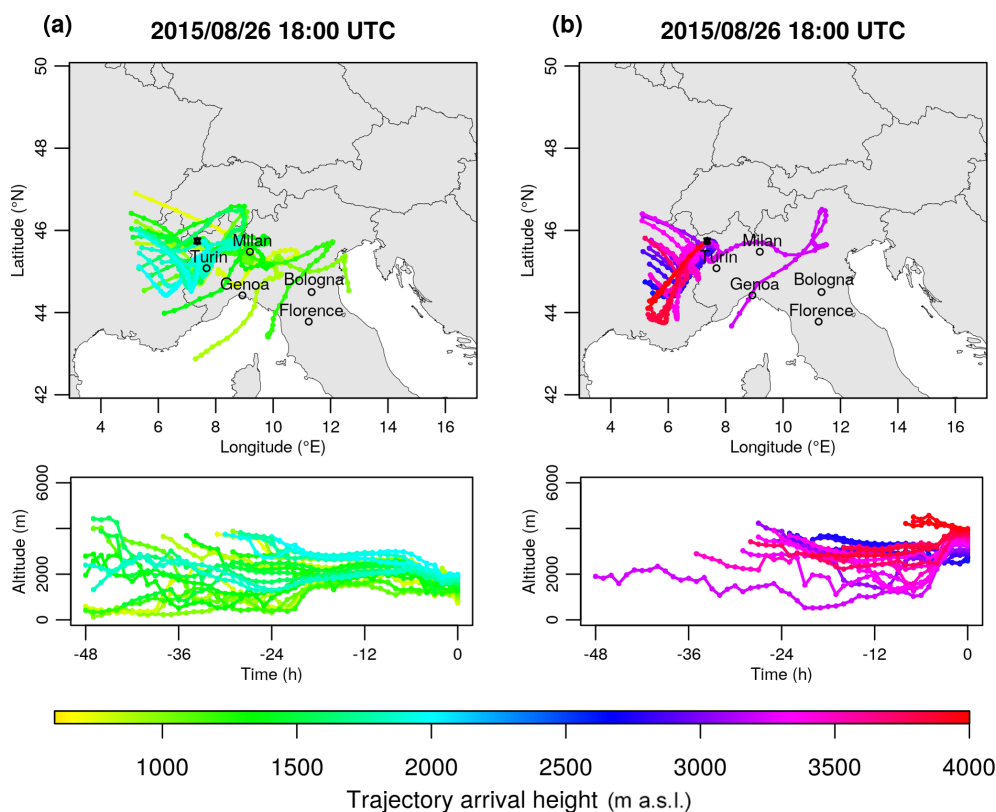 (a) 2015/08/26 18:00 UTC
(b) 2015/08/26 18:00 UTC
Latitude (°N)
50
48
46
44
42
Milan
Turin
Genoa
Bologna
Florence
4 6 8 10 12 14 16
Longitude (°E)
Latitude (°N)
50
48
46
44
42
Milan
Turin
Genoa
Bologna
Florence
4 6 8 10 12 14 16
Longitude (°E)
Altitude (m)
6000
2000
0
-48 -36 -24 -12 0
Time (h)
Altitude (m)
6000
2000
0
-48 -36 -24 -12 0
Time (h)
1000 1500 2000 2500 3000 3500 4000
Trajectory arrival height (m a.s.l.)